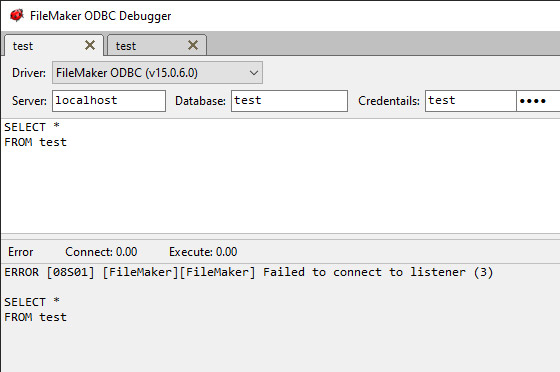 FileMaker ODBC Debugger
test test
Driver: FileMaker ODBC (v15.0.6.0)
Server: localhost Database: test Credentails: test ••••
SELECT *
FROM test
Error Connect: 0.00 Execute: 0.00
ERROR [08S01] [FileMaker][FileMaker] Failed to connect to listener (3)
SELECT *
FROM test